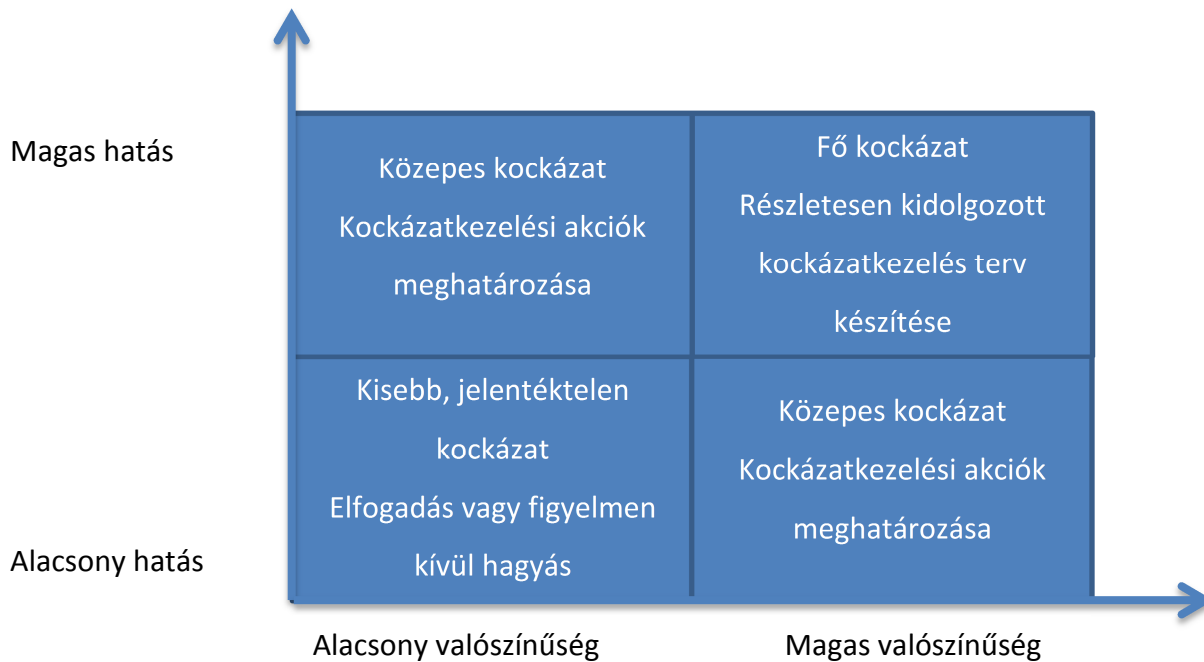 Magas hatás
Közepes kockázat
Kockázatkezelési akciók
meghatározása
Fő kockázat
Részletesen kidolgozott
kockázatkezelés terv
készítése
Alacsony hatás
Kisebb, jelentéktelen
kockázat
Elfogadás vagy figyelmen
kívül hagyás
Közepes kockázat
Kockázatkezelési akciók
meghatározása
Alacsony valószínűség
Magas valószínűség